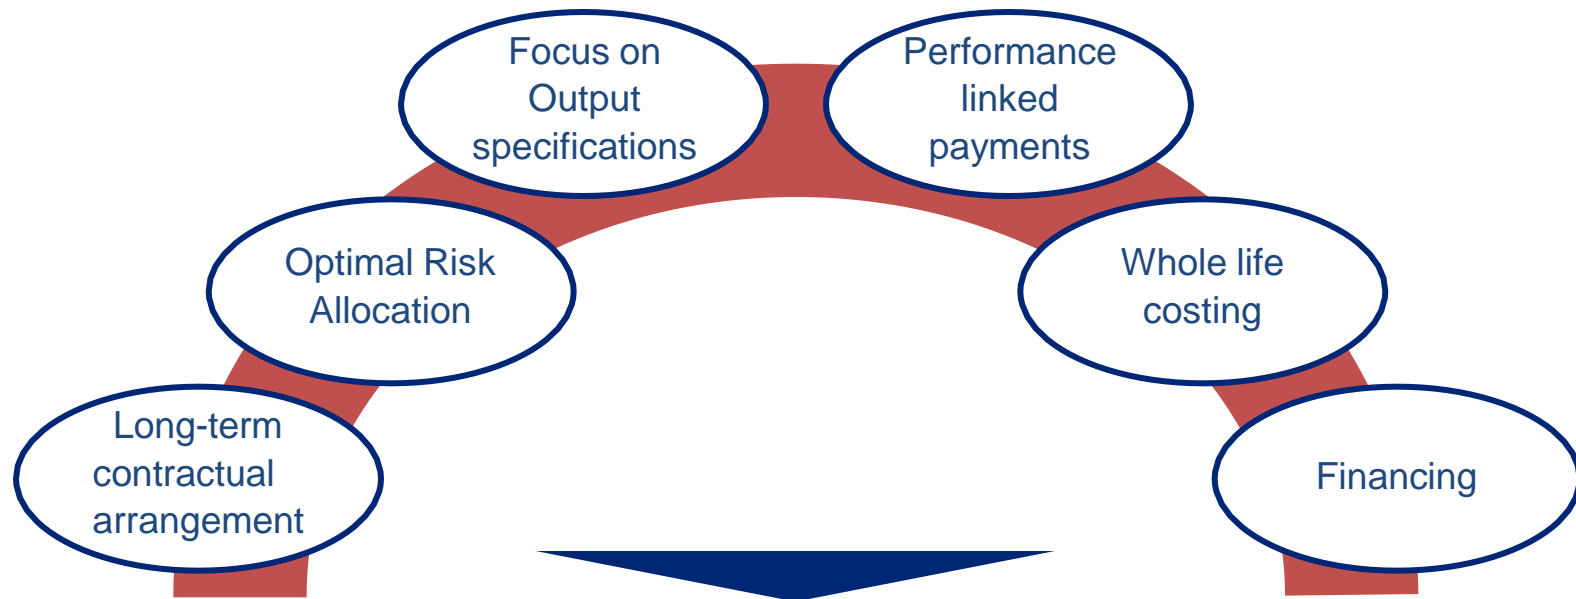 Focus on
Output
specifications
Performance
linked
payments
Optimal Risk
Allocation
Whole life
costing
Long-term
contractual
arrangement
Financing